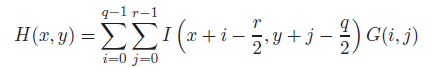 H(x, y) = \sum_{i=0}^{q-1} \sum_{j=0}^{r-1} I \left( x + i - \frac{r}{2}, y + j - \frac{q}{2} \right) G(i, j)